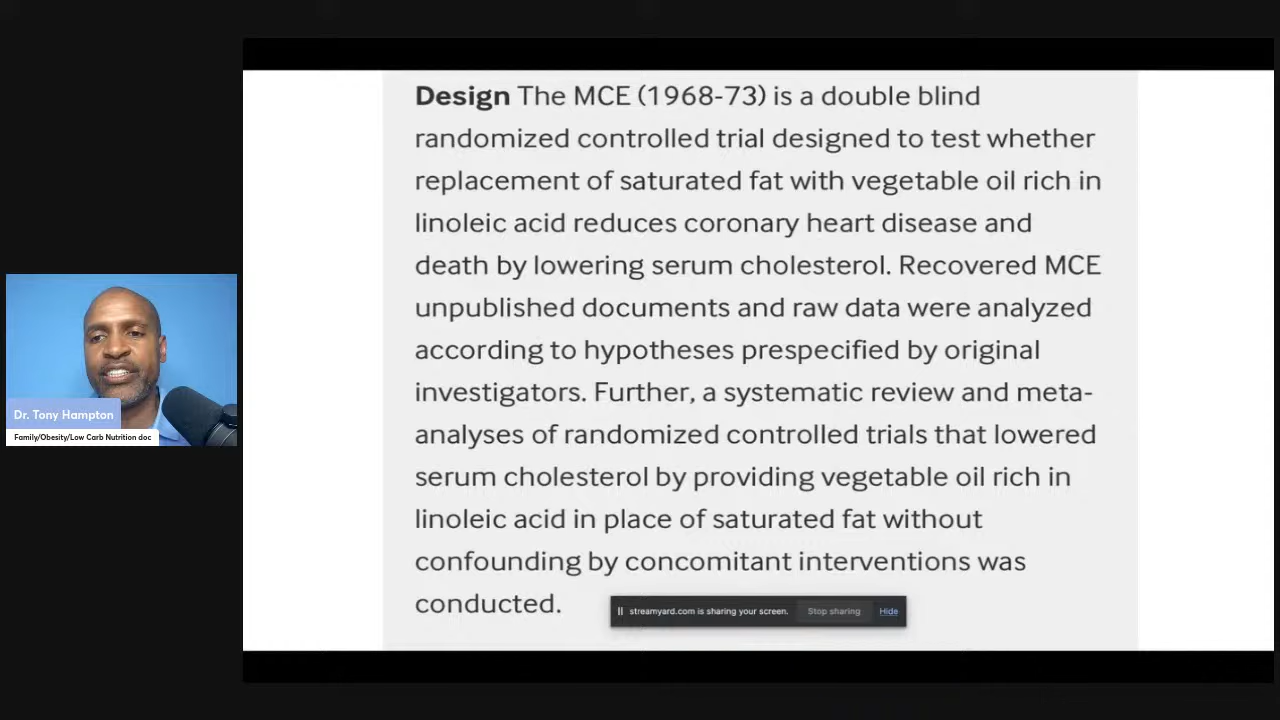 Design The MCE (1968-73) is a double blind
randomized controlled trial designed to test whether
replacement of saturated fat with vegetable oil rich in
linoleic acid reduces coronary heart disease and
death by lowering serum cholesterol. Recovered MCE
unpublished documents and raw data were analyzed
according to hypotheses prespecified by original
investigators. Further, a systematic review and meta-
analyses of randomized controlled trials that lowered
serum cholesterol by providing vegetable oil rich in
linoleic acid in place of saturated fat without
confounding by concomitant interventions was
conducted.
streamyard.com is sharing your screen. Stop sharing Hide
Dr. Tony Hampton
Family/Obesity/Low Carb Nutrition doc